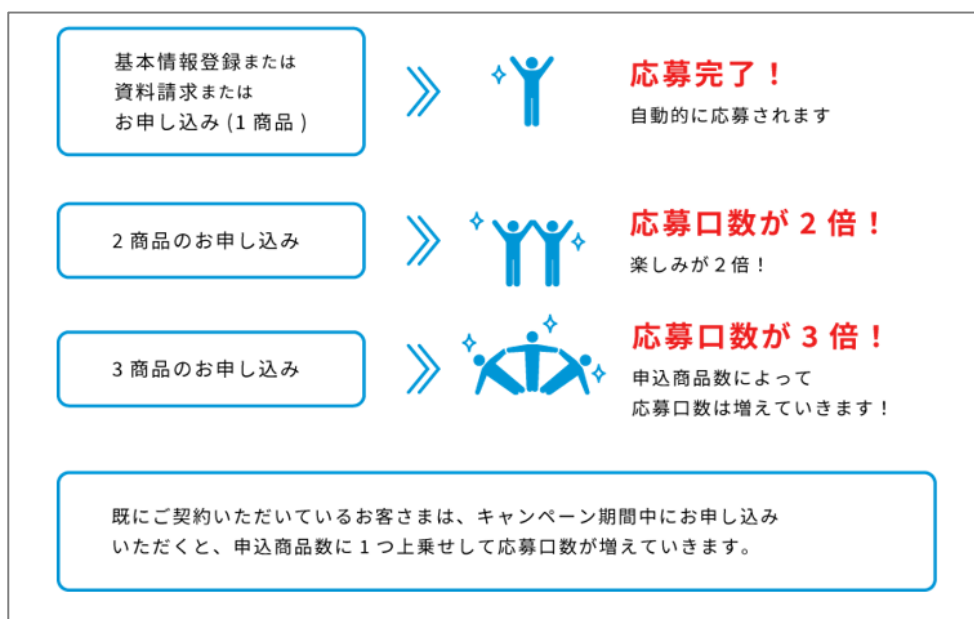 基本情報登録または
資料請求または
お申し込み (1 商品 )
応募完了！
自動的に応募されます
2 商品のお申し込み
応募口数が 2 倍！
楽しみが 2 倍！
3 商品のお申し込み
応募口数が 3 倍！
申込商品数によって
応募口数は増えていきます！
既にご契約いただいているお客さまは、キャンペーン期間中にお申し込み
いただくと、申込商品数に 1 つ上乗せして応募口数が増えていきます。